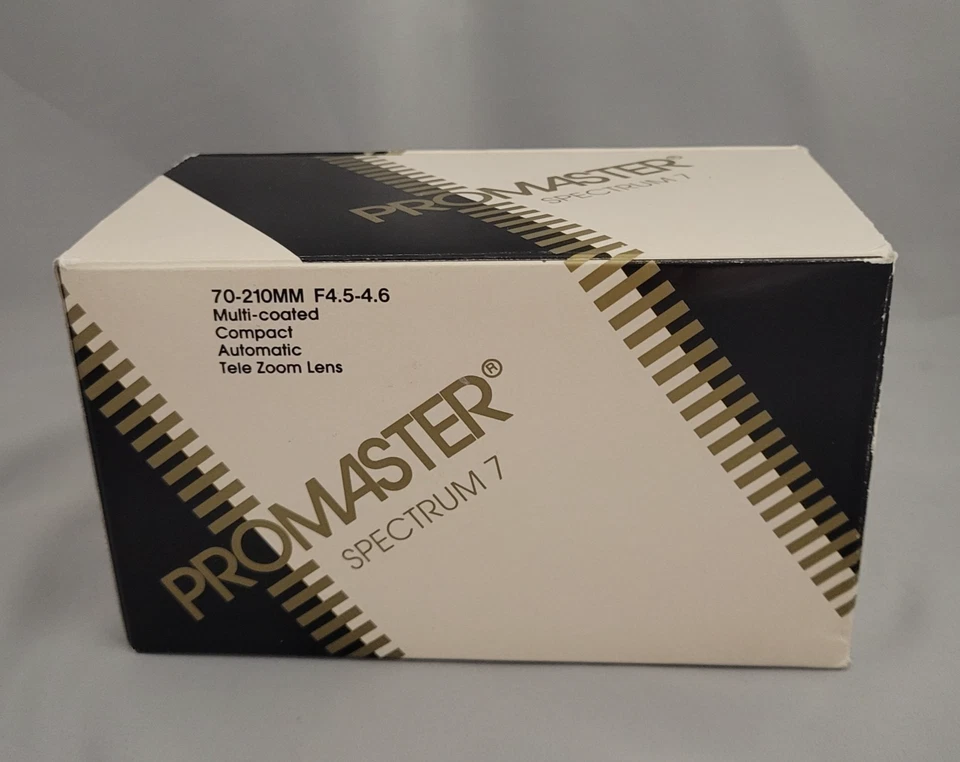 PROMASTER®
SPECTRUM 7
70-210MM F4.5-4.6
Multi-coated
Compact
Automatic
Tele Zoom Lens
PROMASTER®
SPECTRUM 7